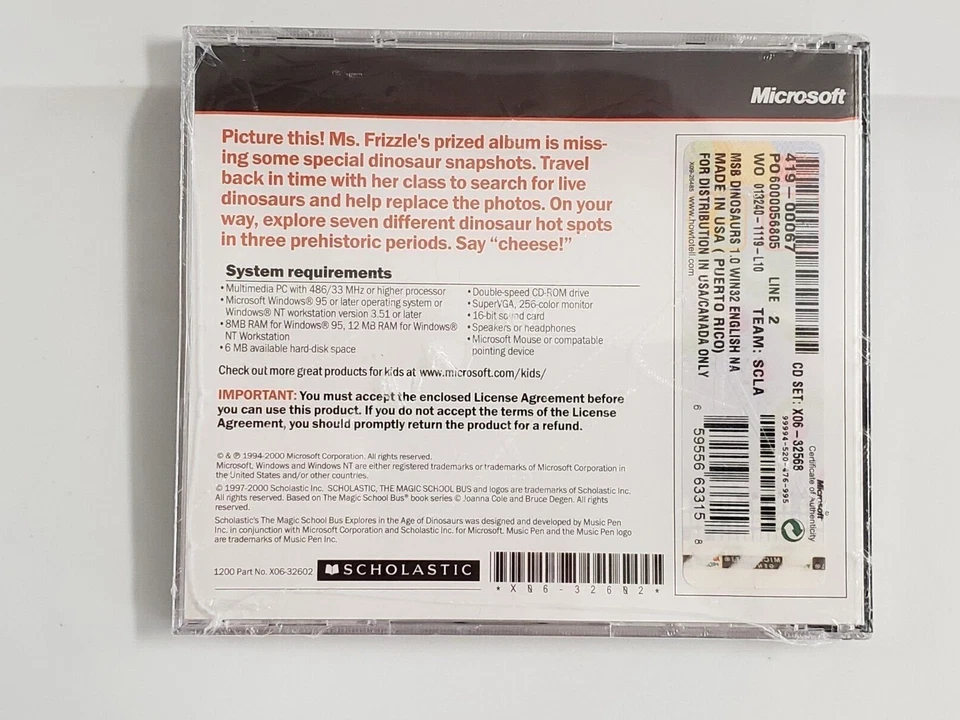 Microsoft
Picture this! Ms. Frizzle's prized album is miss-
ing some special dinosaur snapshots. Travel
back in time with her class to search for live
dinosaurs and help replace the photos. On your
way, explore seven different dinosaur hot spots
in three prehistoric periods. Say "cheese!"
System requirements
• Multimedia PC with 486/33 MHz or higher processor
• Microsoft Windows® 95 or later operating system or
Windows® NT workstation version 3.51 or later
• 8MB RAM for Windows® 95, 12 MB RAM for Windows®
NT Workstation
• 6 MB available hard-disk space
• Double-speed CD-ROM drive
• SuperVGA, 256-color monitor
• 16-bit sound card
• Speakers or headphones
• Microsoft Mouse or compatable
pointing device
Check out more great products for kids at www.microsoft.com/kids/
IMPORTANT: You must accept the enclosed License Agreement before
you can use this product. If you do not accept the terms of the License
Agreement, you should promptly return the product for a refund.
© & ℗ 1994-2000 Microsoft Corporation. All rights reserved.
Microsoft, Windows and Windows NT are either registered trademarks or trademarks of Microsoft Corporation in
the United States and/or other countries.
© 1997-2000 Scholastic Inc. SCHOLASTIC, THE MAGIC SCHOOL BUS and logos are trademarks of Scholastic Inc.
All rights reserved. Based on The Magic School Bus® book series © Joanna Cole and Bruce Degen. All rights
reserved.
Scholastic's The Magic School Bus Explores in the Age of Dinosaurs was designed and developed by Music Pen
Inc. in conjunction with Microsoft Corporation and Scholastic Inc. for Microsoft. Music Pen and the Music Pen logo
are trademarks of Music Pen Inc.
1200 Part No. X06-32602
SCHOLASTIC
*X06-32602*
419-00067
PO 6000056805 LINE 2
WO 013240-1119-L10 TEAM: SCLA
MSB DINOSAURS 1.0 WIN32 ENGLISH NA
MADE IN USA ( PUERTO RICO)
FOR DISTRIBUTION IN USA/CANADA ONLY
www.howtotell.com
CD SET: X06-32568
99994-520-476-995
6 59556 63315 8
Microsoft
Certificate of Authenticity